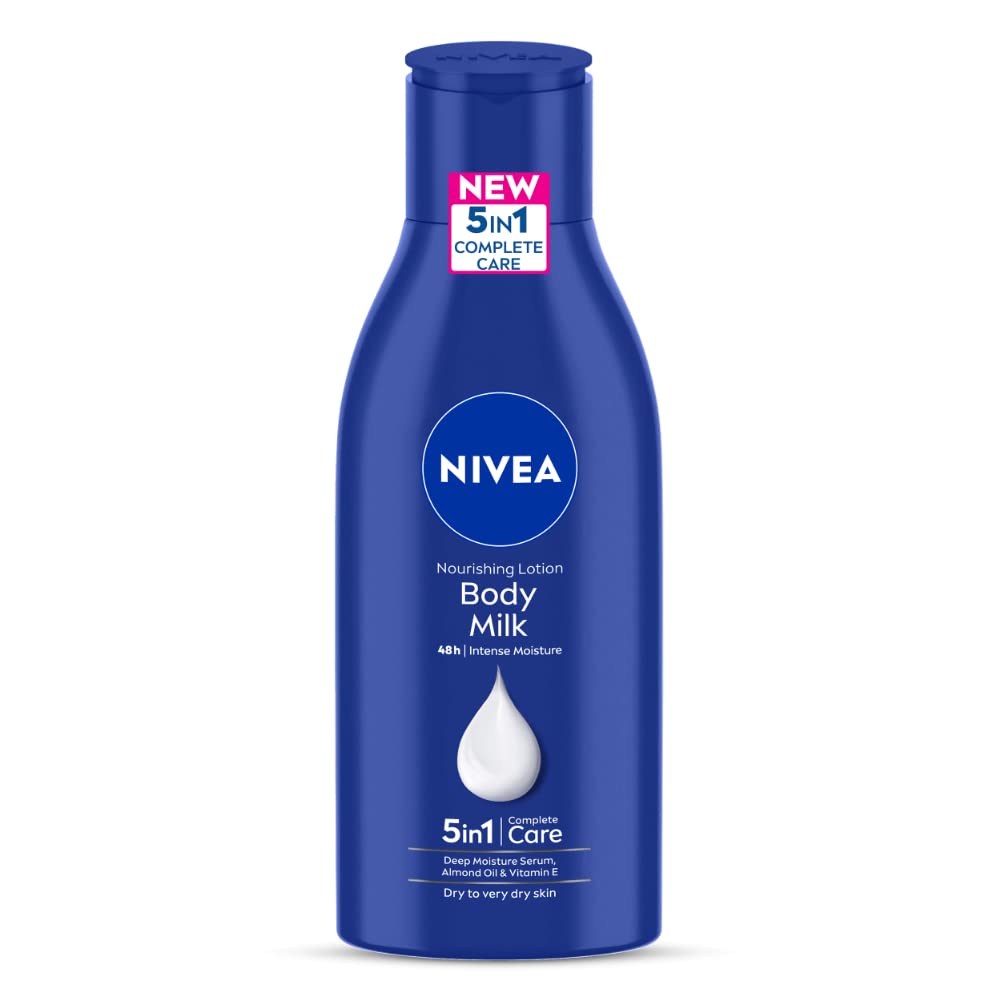 NIVEA
NEW
5IN1
COMPLETE
CARE
NIVEA
Nourishing Lotion
Body
Milk
48h | Intense Moisture
5in1 | Complete Care
Deep Moisture Serum,
Almond Oil & Vitamin E
Dry to very dry skin